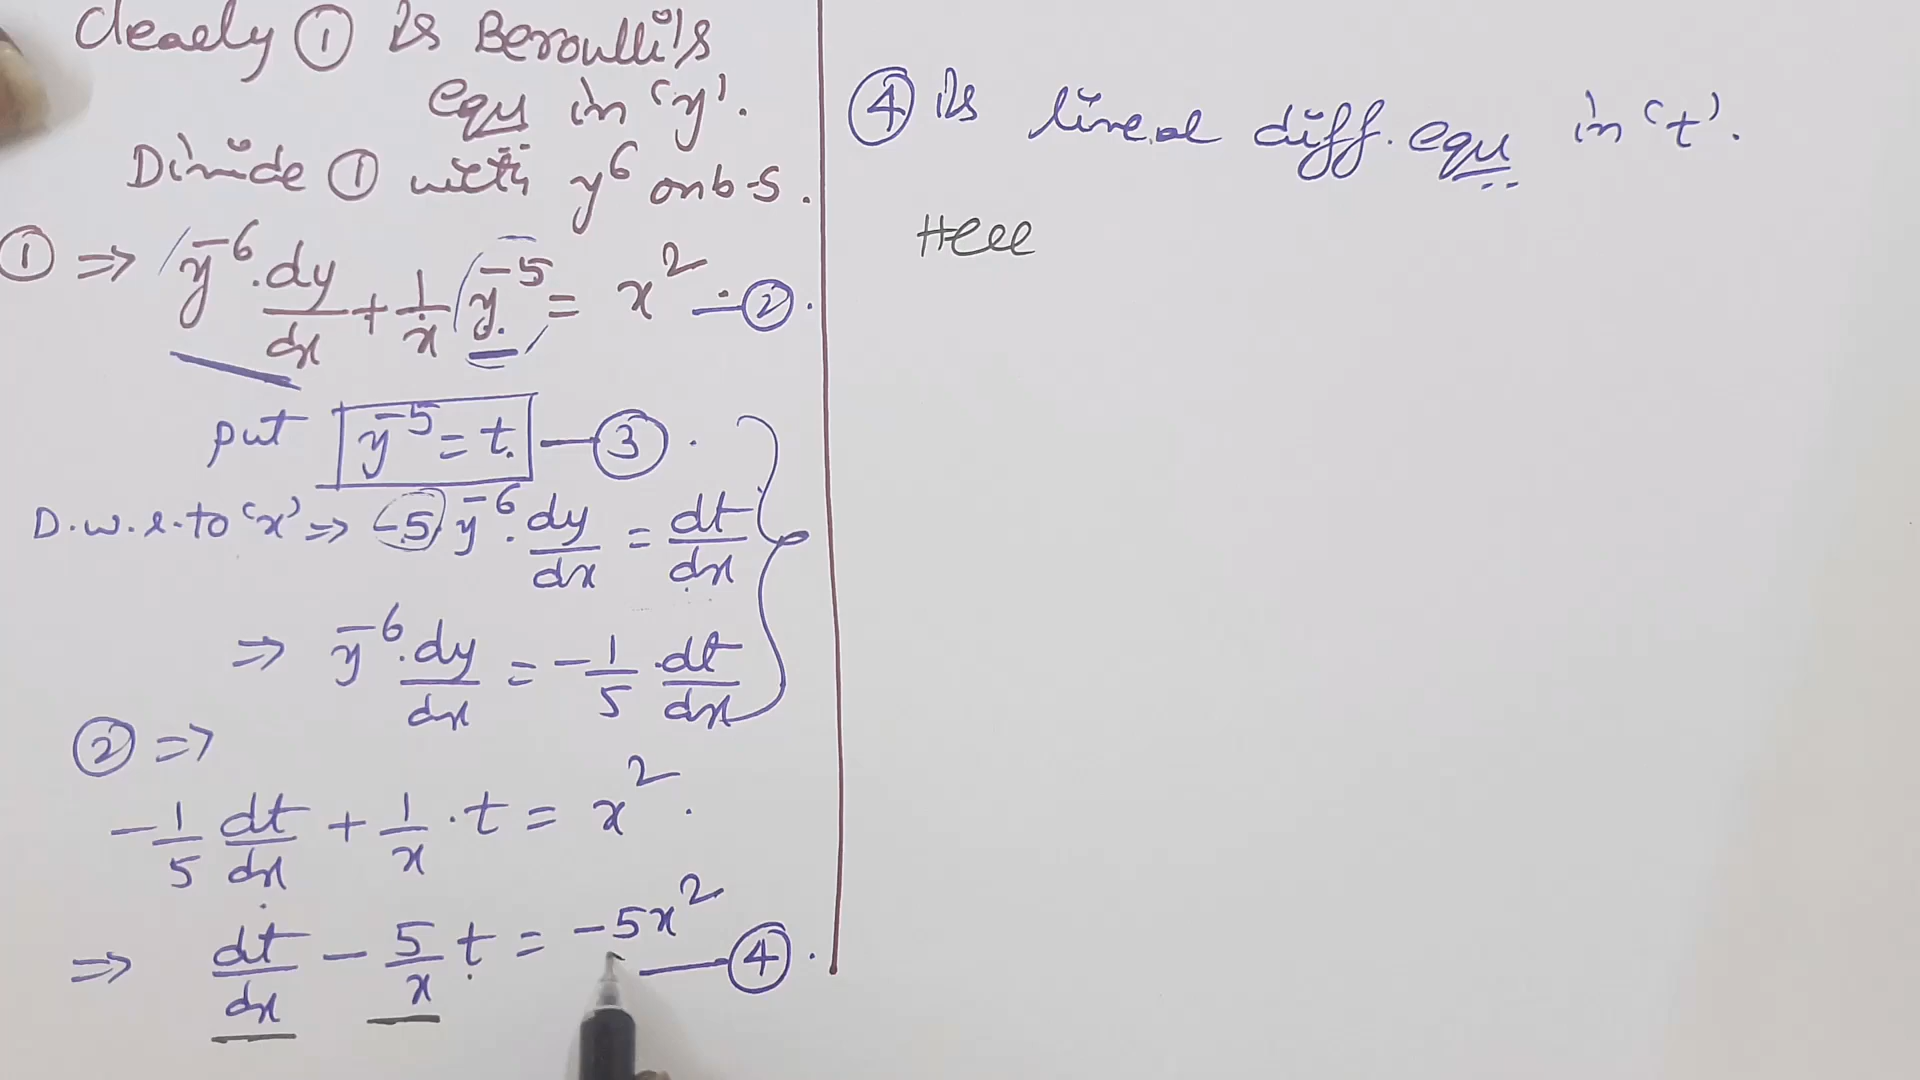 Clearly ① is Beroulli's
equ in 'y'.
Divide ① with y⁶ on b-s.
① ⇒ y⁻⁶.dy/dx + 1/x y⁻⁵ = x² — ②.
put y⁻⁵ = t. — ③.
D.w.r.to 'x' ⇒ -5 y⁻⁶.dy/dx = dt/dx
⇒ y⁻⁶.dy/dx = -1/5 .dt/dx
② ⇒
-1/5 dt/dx + 1/x . t = x².
⇒ dt/dx - 5/x t = -5x² — ④.
④ is linear diff. equ in 't'.
Here